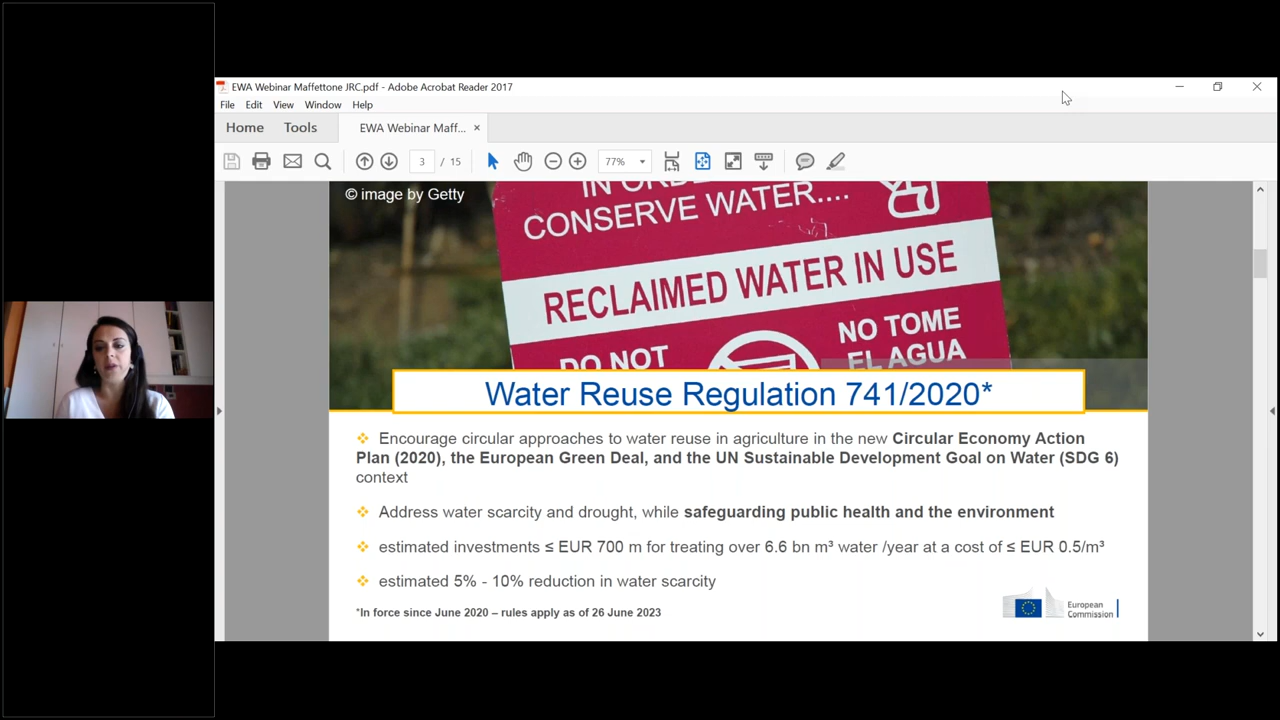 EWA Webinar Maffettone JRC.pdf - Adobe Acrobat Reader 2017
File Edit View Window Help
Home Tools EWA Webinar Maff... ×
3 / 15 77%
© image by Getty
IN ORDE
CONSERVE WATER....
RECLAIMED WATER IN USE
DO NOT
NO TOME
EL AGUA
Water Reuse Regulation 741/2020*
❖ Encourage circular approaches to water reuse in agriculture in the new Circular Economy Action
Plan (2020), the European Green Deal, and the UN Sustainable Development Goal on Water (SDG 6)
context
❖ Address water scarcity and drought, while safeguarding public health and the environment
❖ estimated investments ≤ EUR 700 m for treating over 6.6 bn m³ water /year at a cost of ≤ EUR 0.5/m³
❖ estimated 5% - 10% reduction in water scarcity
*In force since June 2020 – rules apply as of 26 June 2023
European
Commission